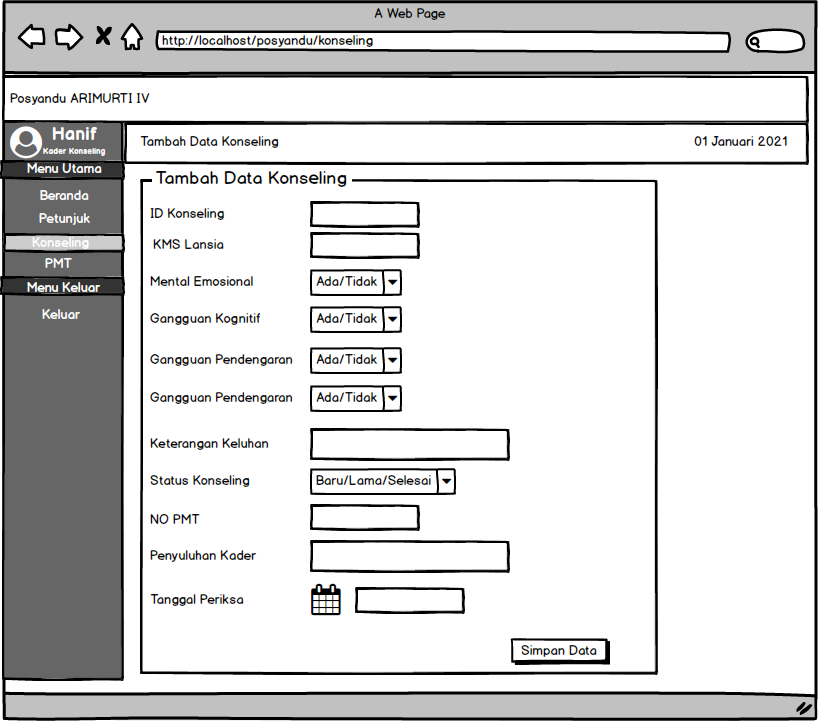 A Web Page
http://localhost/posyandu/konseling
Posyandu ARIMURTI IV
Hanif
Kader Konseling
Menu Utama
Beranda
Petunjuk
Konseling
PMT
Menu Keluar
Keluar
Tambah Data Konseling
01 Januari 2021
Tambah Data Konseling
ID Konseling
KMS Lansia
Mental Emosional
Ada/Tidak
Gangguan Kognitif
Ada/Tidak
Gangguan Pendengaran
Ada/Tidak
Gangguan Pendengaran
Ada/Tidak
Keterangan Keluhan
Status Konseling
Baru/Lama/Selesai
NO PMT
Penyuluhan Kader
Tanggal Periksa
Simpan Data